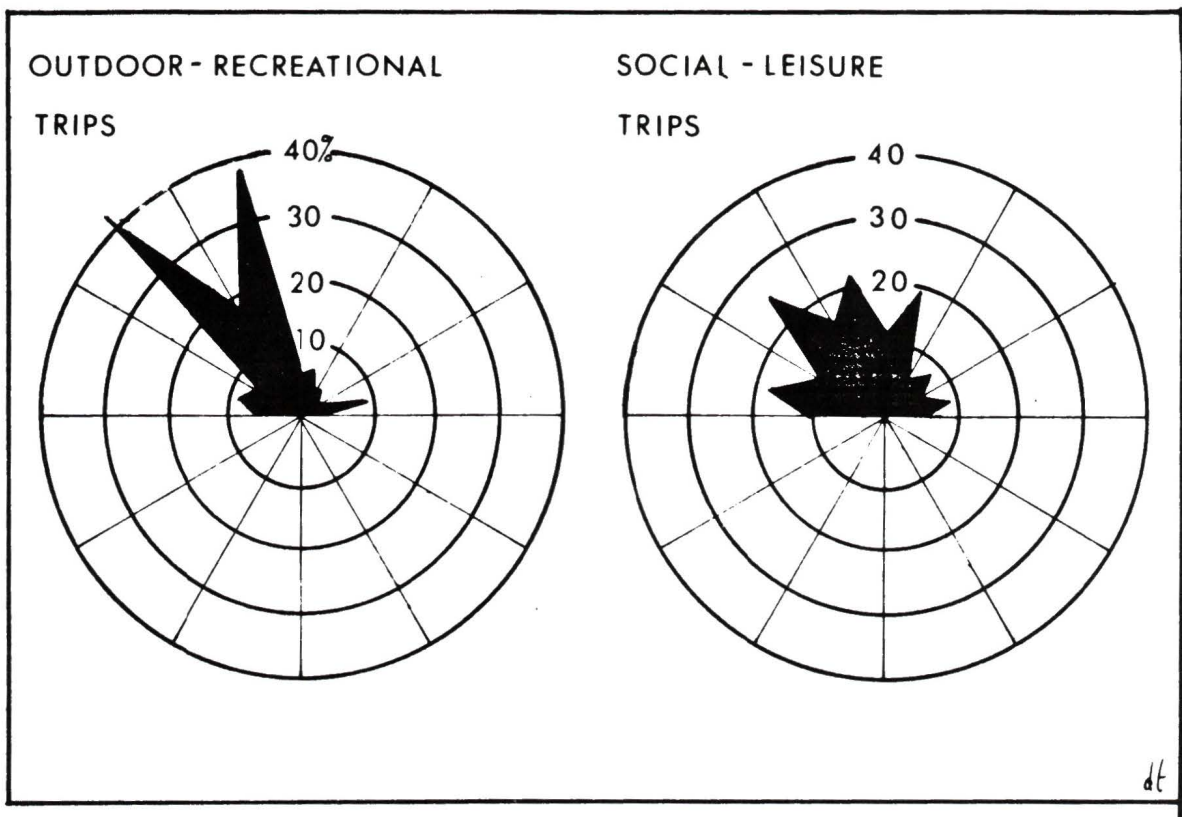 OUTDOOR - RECREATIONAL
TRIPS
40%
30
20
10
SOCIAL - LEISURE
TRIPS
40
30
20
dt